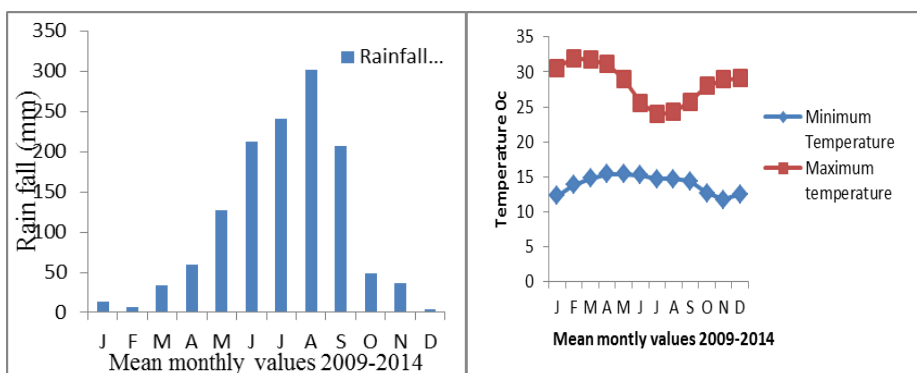 350
300
250
200
150
100
50
0
Rain fall (mm)
Rainfall...
J F M A M J J A S O N D
Mean monthly values 2009-2014
35
30
25
20
15
10
5
0
Temperature Oc
Minimum
Temperature
Maximum
temperature
J F M A M J J A S O N D
Mean montly values 2009-2014